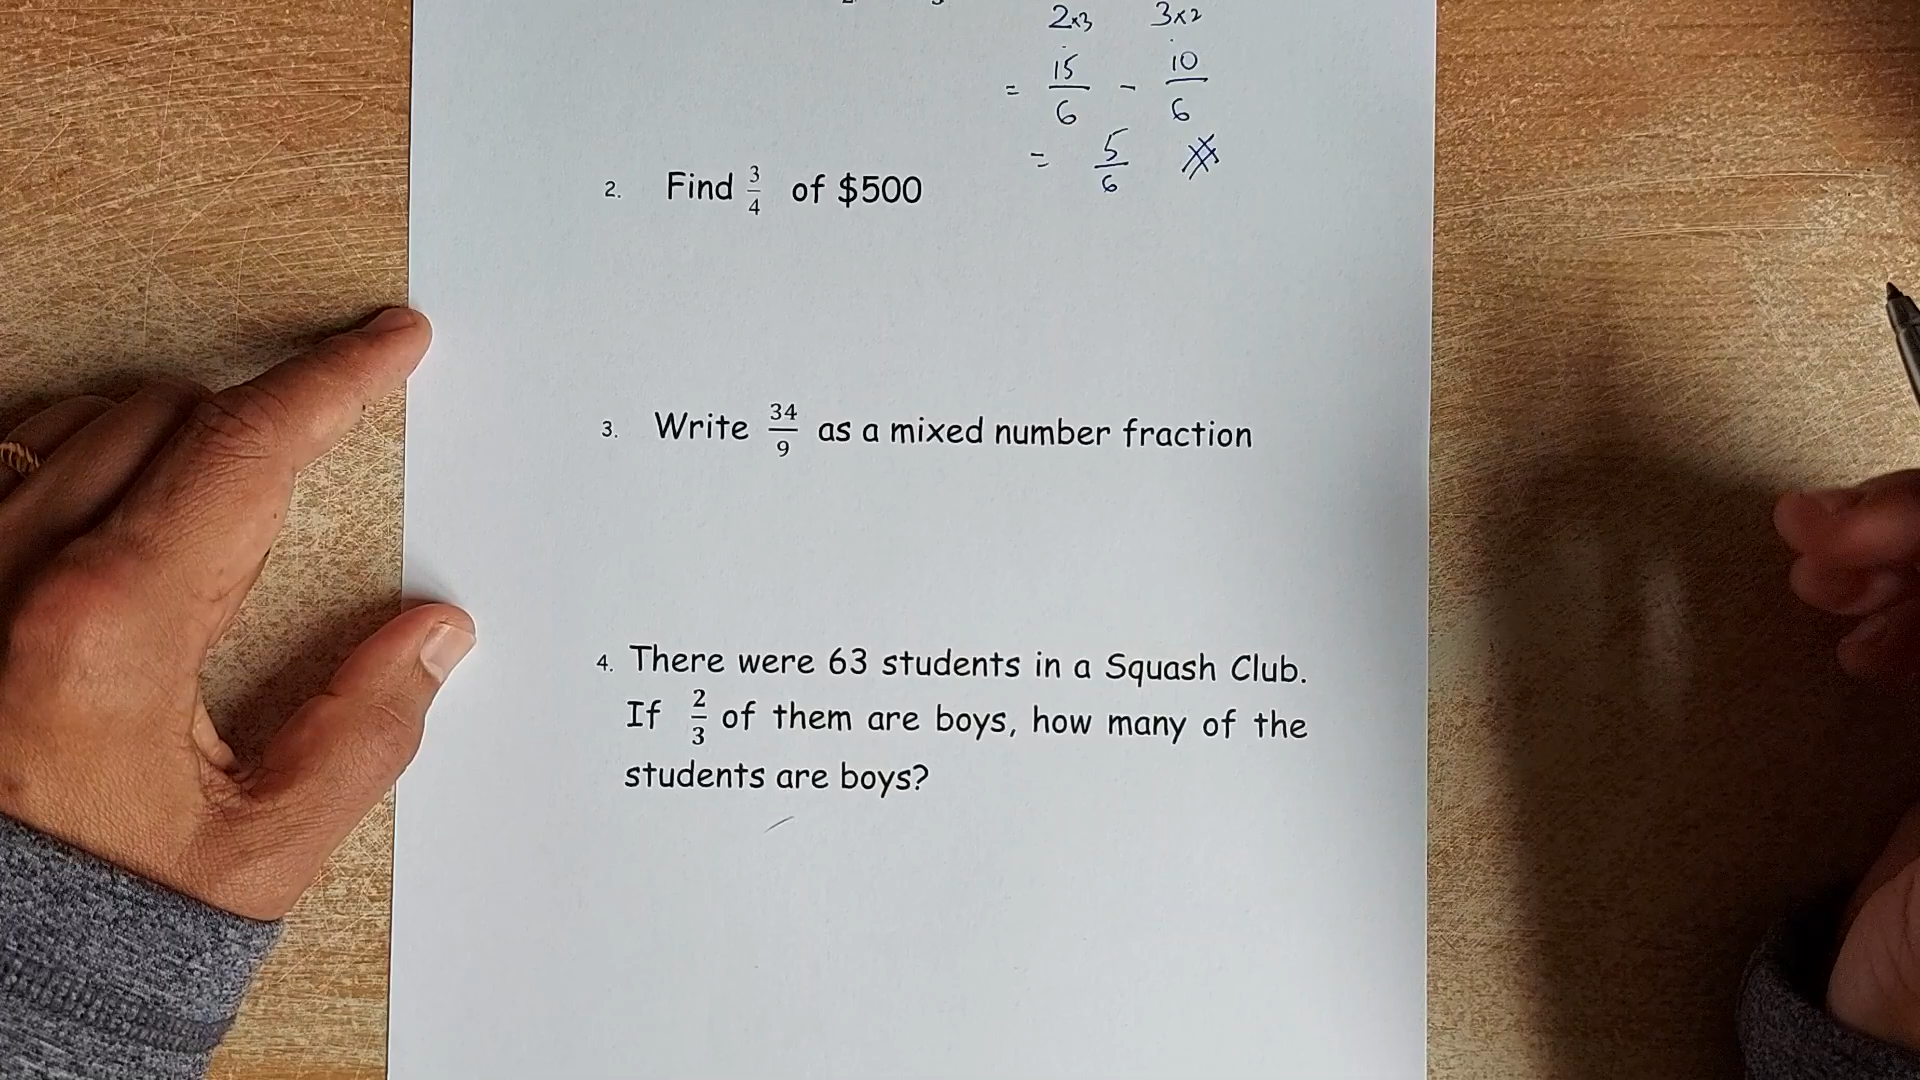 2x3 3x2
= 15/6 - 10/6
= 5/6
2. Find 3/4 of $500
3. Write 34/9 as a mixed number fraction
4. There were 63 students in a Squash Club.
If 2/3 of them are boys, how many of the
students are boys?